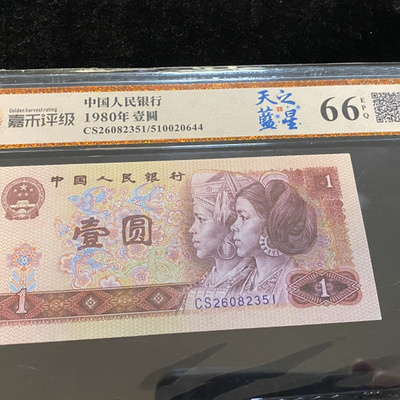 Golden harvest rating
嘉禾评级
中国人民银行
1980年 壹圆
CS26082351/510020644
天之
蓝星
66 EPQ
中国人民银行
1
壹圆
CS26082351
1
1